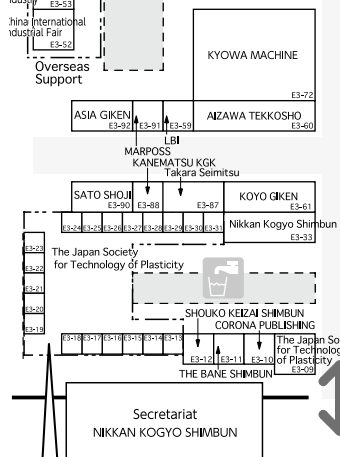 E3-53
China International
Industrial Fair
E3-52
Overseas
Support
KYOWA MACHINE
E3-72
ASIA GIKEN
E3-92
E3-91
E3-59
AIZAWA TEKKOSHO
E3-60
LBI
MARPOSS
KANEMATSU KGK
Takara Seimitsu
SATO SHOJI
E3-90
E3-88
E3-87
KOYO GIKEN
E3-61
E3-24
E3-25
E3-26
E3-27
E3-28
E3-29
E3-30
E3-31
Nikkan Kogyo Shimbun
E3-33
E3-23
E3-22
E3-21
E3-20
E3-19
The Japan Society
for Technology of Plasticity
SHOUKO KEIZAI SHIMBUN
CORONA PUBLISHING
E3-18
E3-17
E3-16
E3-15
E3-14
E3-13
E3-12
E3-11
E3-10
The Japan So
for Technolog
of Plasticity
E3-09
THE BANE SHIMBUN
Secretariat
NIKKAN KOGYO SHIMBUN